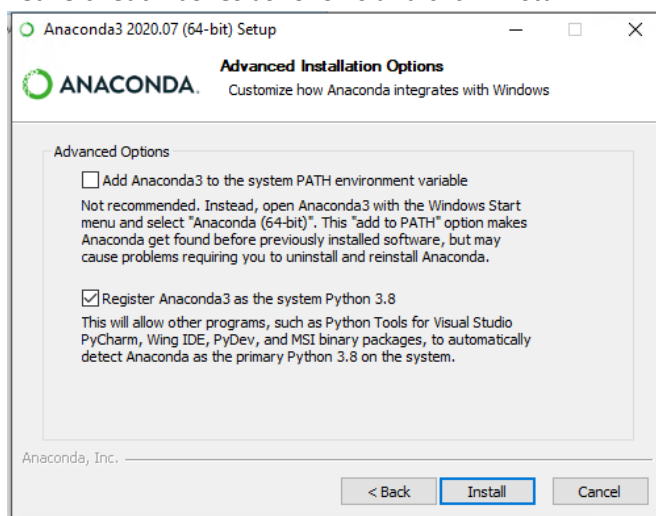 Anaconda3 2020.07 (64-bit) Setup
ANACONDA.
Advanced Installation Options
Customize how Anaconda integrates with Windows
Advanced Options
Add Anaconda3 to the system PATH environment variable
Not recommended. Instead, open Anaconda3 with the Windows Start
menu and select "Anaconda (64-bit)". This "add to PATH" option makes
Anaconda get found before previously installed software, but may
cause problems requiring you to uninstall and reinstall Anaconda.
Register Anaconda3 as the system Python 3.8
This will allow other programs, such as Python Tools for Visual Studio
PyCharm, Wing IDE, PyDev, and MSI binary packages, to automatically
detect Anaconda as the primary Python 3.8 on the system.
Anaconda, Inc.
< Back Install Cancel